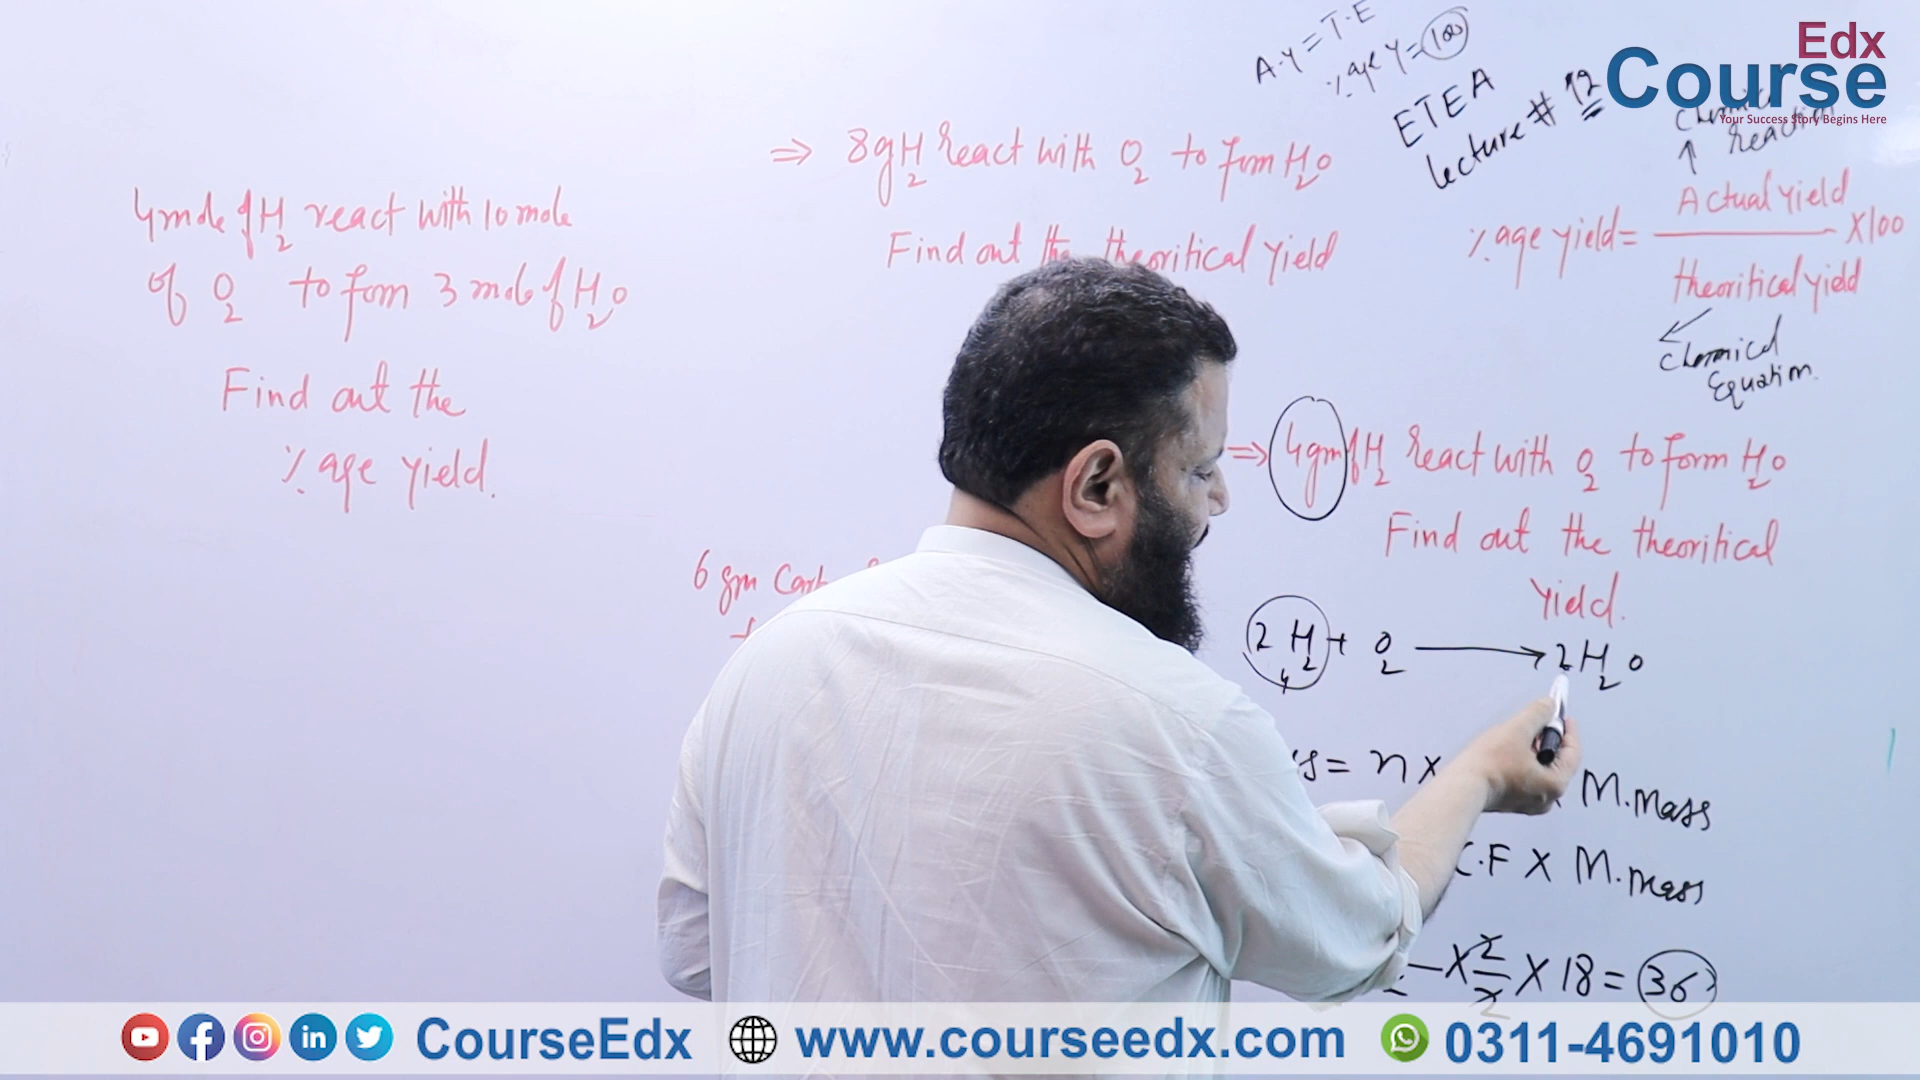 4 mole of H2 react with 10 mole
of O2 to form 3 mole of H2O
Find out the
%age yield.
⇒ 8g H2 React with O2 to form H2O
Find out the theoritical Yield
6 gm
A.Y = T.E
%age Y = 100
ETEA
Lecture # 12
Edx
Course
Your Success Story Begins Here
Chemical
Reaction
↑
%age yield = Actual Yield / theoritical Yield X 100
Chemical
Equation.
⇒ 4gm of H2 React with O2 to form H2O
Find out the theoritical
Yield.
2H2 + O2 → 2H2O
4
= n X M.Mass
C.F X M.Mass
X 2/2 X 18 = 36
CourseEdx
www.courseedx.com
0311-4691010